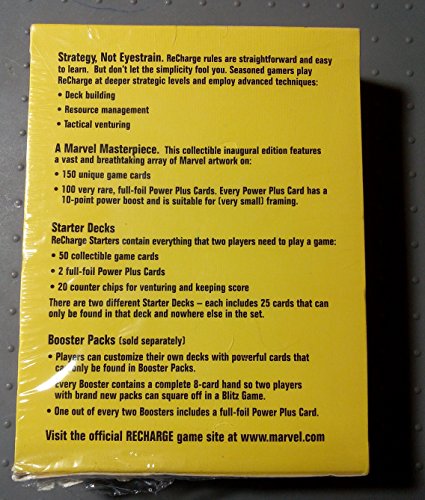 Strategy, Not Eyestrain. ReCharge rules are straightforward and easy
to learn. But don't let the simplicity fool you. Seasoned gamers play
ReCharge at deeper strategic levels and employ advanced techniques:
• Deck building
• Resource management
• Tactical venturing
A Marvel Masterpiece. This collectible inaugural edition features
a vast and breathtaking array of Marvel artwork on:
• 150 unique game cards
• 100 very rare, full-foil Power Plus Cards. Every Power Plus Card has a
10-point power boost and is suitable for (very small) framing.
Starter Decks
ReCharge Starters contain everything that two players need to play a game:
• 50 collectible game cards
• 2 full-foil Power Plus Cards
• 20 counter chips for venturing and keeping score
There are two different Starter Decks – each includes 25 cards that can
only be found in that deck and nowhere else in the set.
Booster Packs (sold separately)
• Players can customize their own decks with powerful cards that
can only be found in Booster Packs.
Every Booster contains a complete 8-card hand so two players
with brand new packs can square off in a Blitz Game.
• One out of every two Boosters includes a full-foil Power Plus Card.
Visit the official RECHARGE game site at www.marvel.com